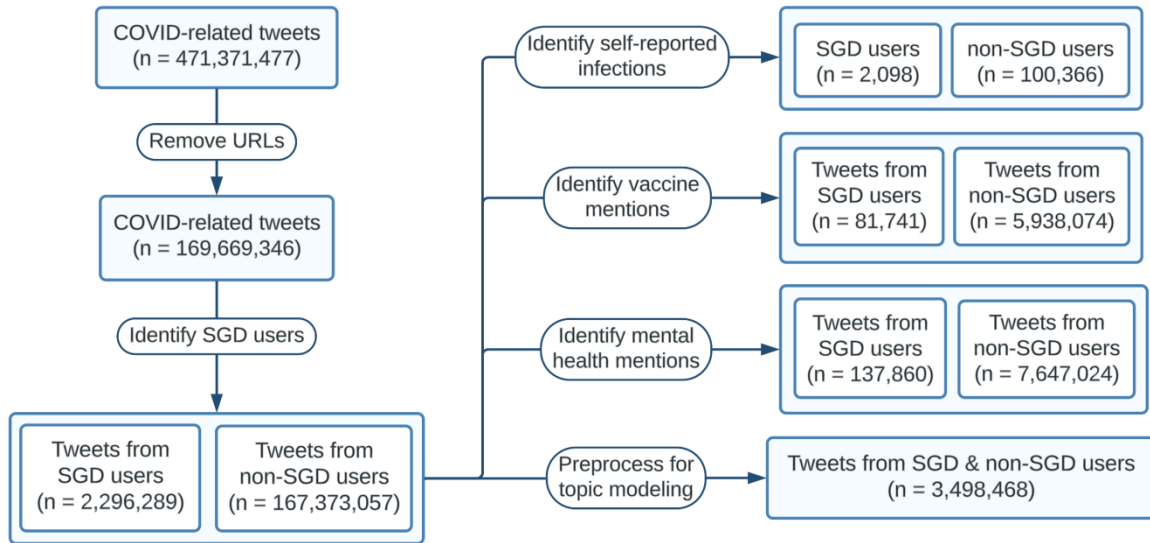 COVID-related tweets
(n = 471,371,477)
Remove URLs
COVID-related tweets
(n = 169,669,346)
Identify SGD users
Tweets from
SGD users
(n = 2,296,289)
Tweets from
non-SGD users
(n = 167,373,057)
Identify self-reported
infections
SGD users
(n = 2,098)
non-SGD users
(n = 100,366)
Identify vaccine
mentions
Tweets from
SGD users
(n = 81,741)
Tweets from
non-SGD users
(n = 5,938,074)
Identify mental
health mentions
Tweets from
SGD users
(n = 137,860)
Tweets from
non-SGD users
(n = 7,647,024)
Preprocess for
topic modeling
Tweets from SGD & non-SGD users
(n = 3,498,468)